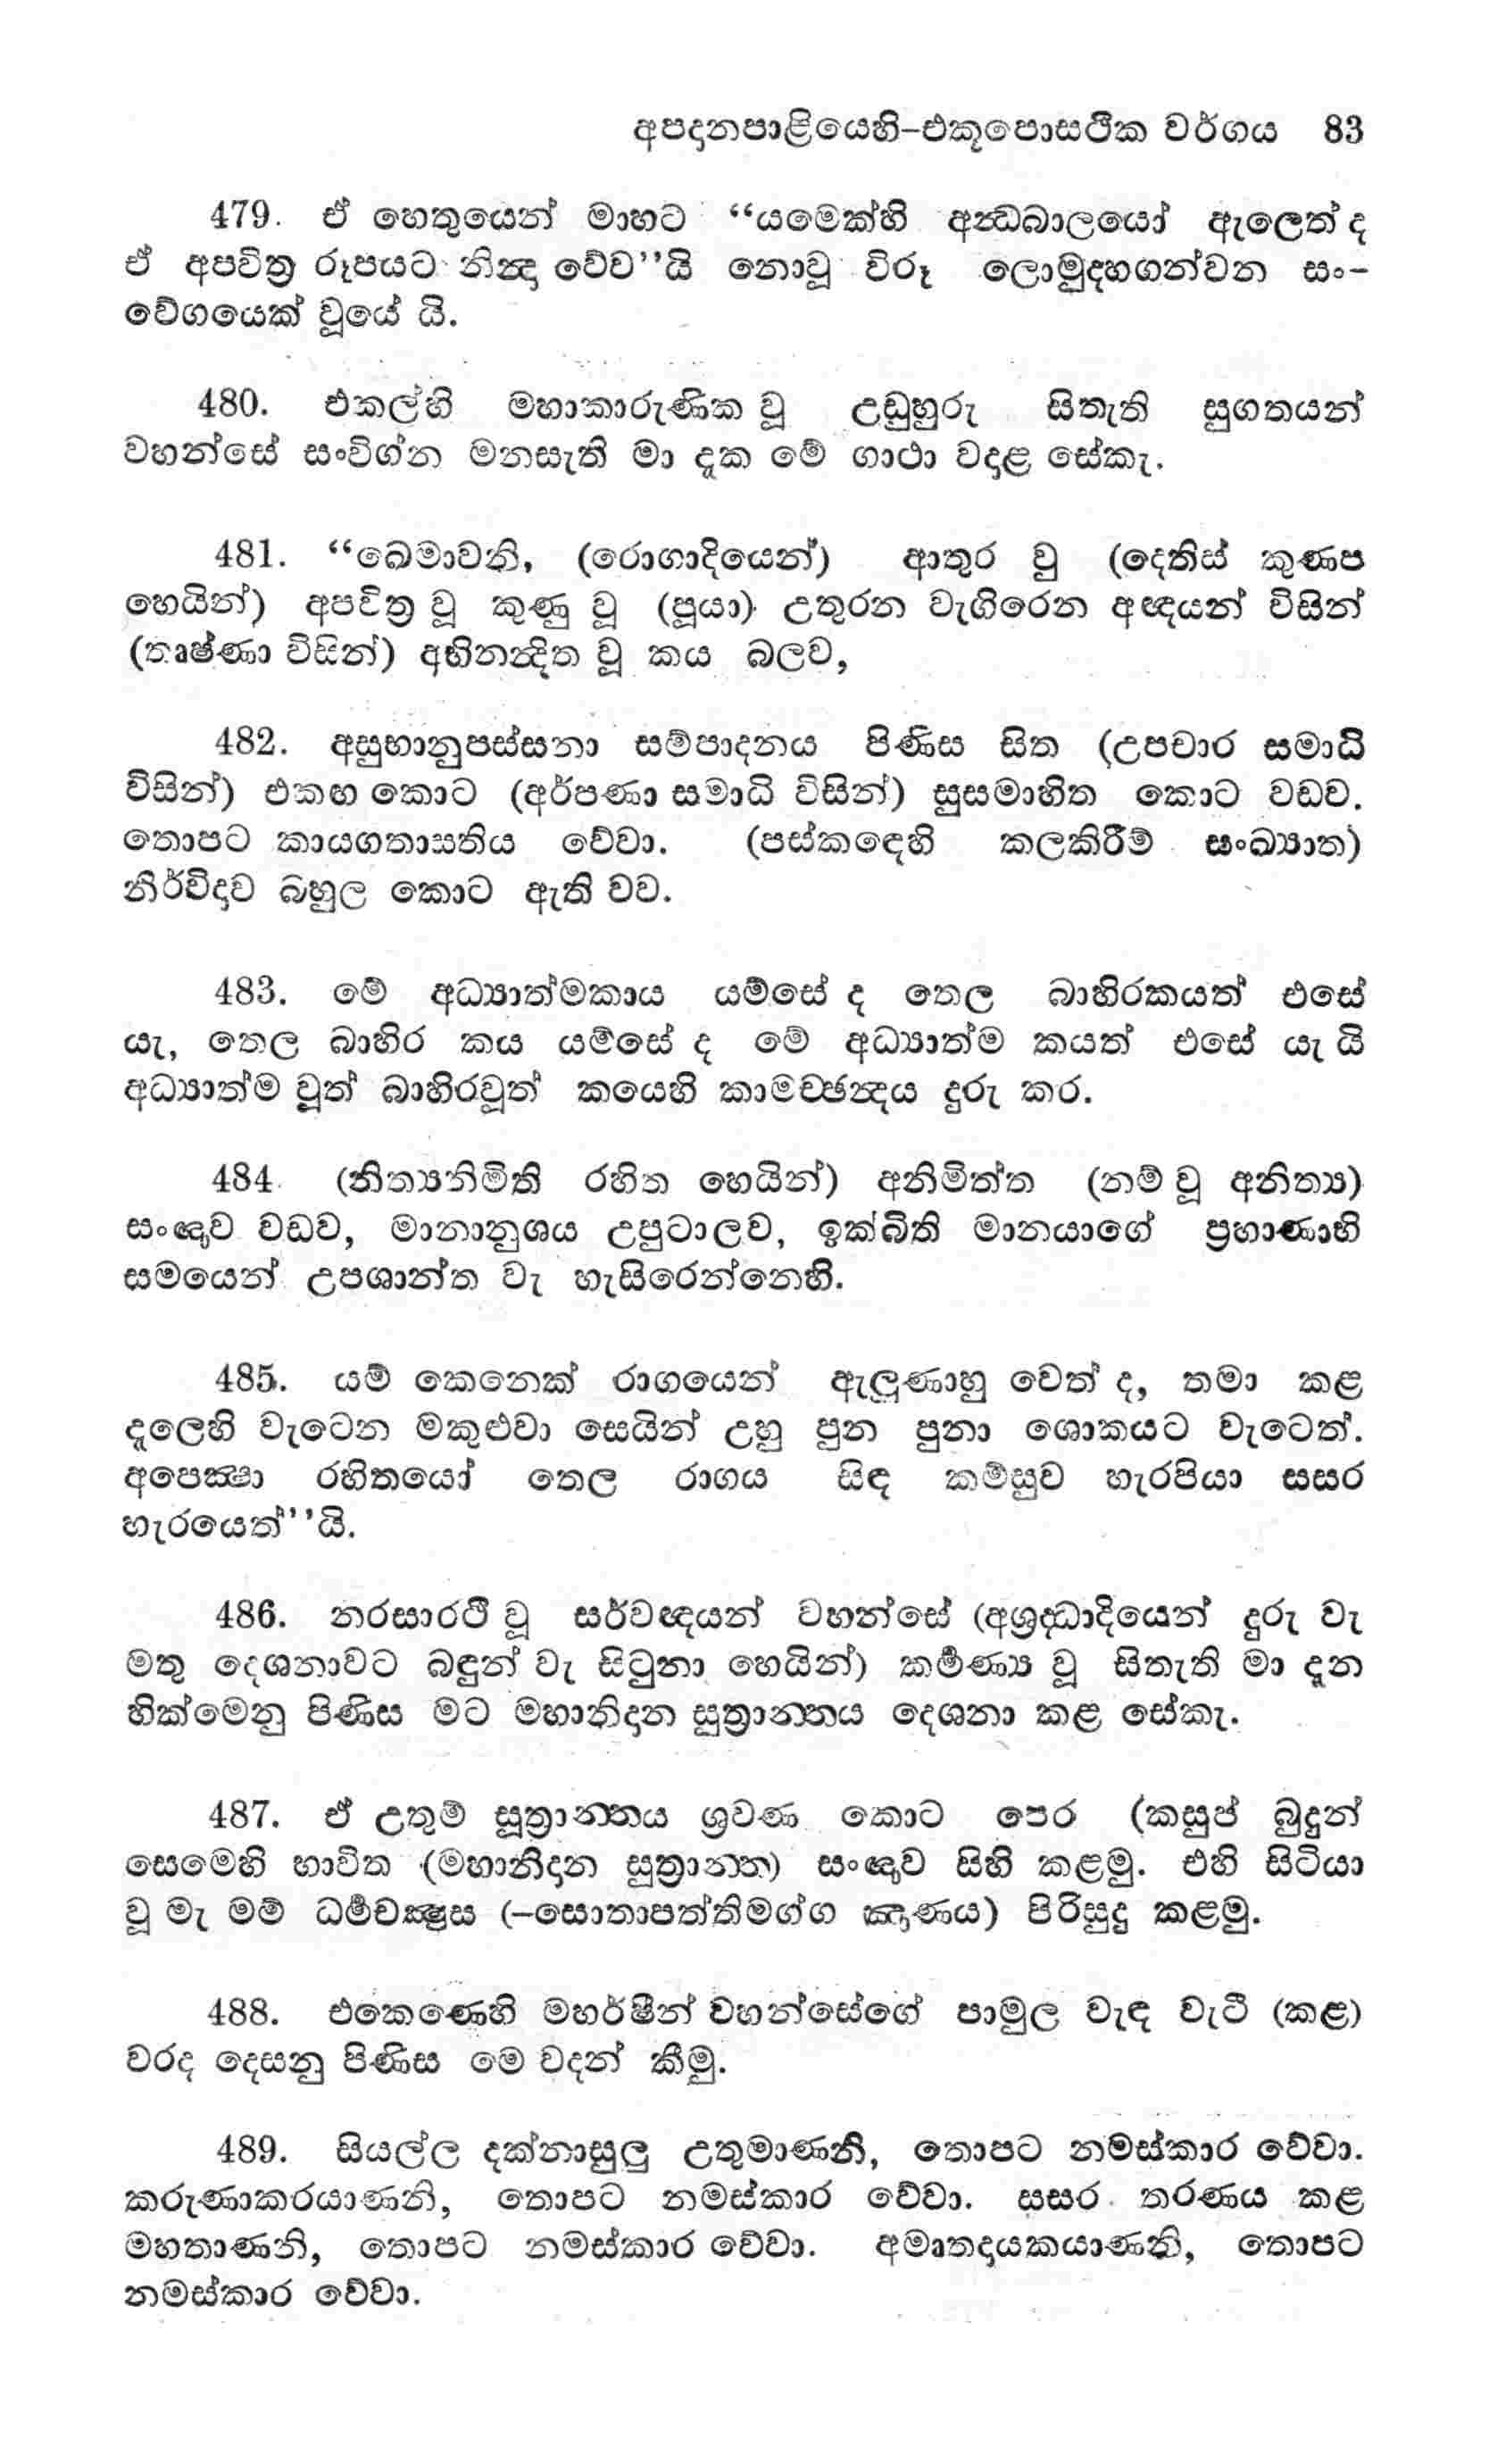 අපදානපාළියෙහි-එකූපොසථික වර්ගය 83
479. ඒ හෙතුයෙන් මාහට “යමෙක්හි අන්‍ධබාලයෝ ඇලෙත් ද
ඒ අපවිත්‍ර රූපයට නින්‍දා වේව’’යි නොවූ විරූ ලොමුදහගන්වන සං-
වේගයෙක් වූයේ යි.
480. එකල්හි මහාකාරුණික වූ උඩුහුරු සිතැති සුගතයන්
වහන්සේ සංවිග්න මනසැති මා දැක මේ ගාථා වදාළ සේකැ.
481. “ඛෙමාවනි, (රොගාදියෙන්) ආතුර වු (දෙතිස් කුණප
හෙයින්) අපවිත්‍ර වූ කුණු වූ (පූයා) උතුරන වැගිරෙන අඥයන් විසින්
(තෘෂ්ණා විසින්) අභිනන්‍දිත වූ කය බලව,
482. අසුභානුපස්සනා සම්පාදනය පිණිස සිත (උපචාර සමාධි
විසින්) එකඟ කොට (අර්පණා සමාධි විසින්) සුසමාහිත කොට වඩව.
තොපට කායගතාසතිය වේවා. (පස්කඳෙහි කලකිරීම් සංඛ්‍යාත)
නිර්විදාව බහුල කොට ඇති වව.
483. මේ අධ්‍යාත්මකාය යම්සේ ද තෙල බාහිරකයත් එසේ
යැ, තෙල බාහිර කය යම්සේ ද මේ අධ්‍යාත්ම කයත් එසේ යැ යි
අධ්‍යාත්ම වූත් බාහිරවූත් කයෙහි කාමච්ඡන්‍දය දුරු කර.
484. (නිත්‍යනිමිති රහිත හෙයින්) අනිමිත්ත (නම් වූ අනිත්‍ය)
සංඥාව වඩව, මානානුශය උපුටාලව, ඉක්බිති මානයාගේ ප්‍රහාණාභි
සමයෙන් උපශාන්ත වැ හැසිරෙන්නෙහි.
485. යම් කෙනෙක් රාගයෙන් ඇලුණාහු වෙත් ද, තමා කළ
දැලෙහි වැටෙන මකුළුවා සෙයින් උහු පුන පුනා ශොකයට වැටෙත්.
අපෙක්‍ෂා රහිතයෝ තෙල රාගය සිඳ කම්සුව හැරපියා සසර
හැරයෙත්’’යි.
486. නරසාරථී වූ සර්වඥයන් වහන්සේ (අශ්‍රද්‍ධාදියෙන් දුරු වැ
මතු දෙශනාවට බඳුන් වැ සිටුනා හෙයින්) කර්‍මණ්‍ය වූ සිතැති මා දැන
හික්මෙනු පිණිස මට මහානිදාන සූත්‍රාන්‍තය දෙශනා කළ සේකැ.
487. ඒ උතුම් සූත්‍රාන්‍තය ශ්‍රවණ කොට පෙර (කසුප් බුදුන්
සෙමෙහි භාවිත (මහානිදාන සූත්‍රාන්‍ත) සංඥාව සිහි කළමු. එහි සිටියා
වූ මැ මම් ධර්‍මචක්‍ෂුස (-සොතාපත්තිමග්ග ඤාණය) පිරිසුදු කළමු.
488. එකෙණෙහි මහර්ෂීන් වහන්සේගේ පාමුල වැඳ වැටී (කළ)
වරද දෙසනු පිණිස මෙ වදන් කීමු.
489. සියල්ල දක්නාසුලු උතුමාණනි, තොපට නමස්කාර වේවා.
කරුණාකරයාණනි, තොපට නමස්කාර වේවා. සසර තරණය කළ
මහතාණනි, තොපට නමස්කාර වේවා. අමෘතදායකයාණනි, තොපට
නමස්කාර වේවා.